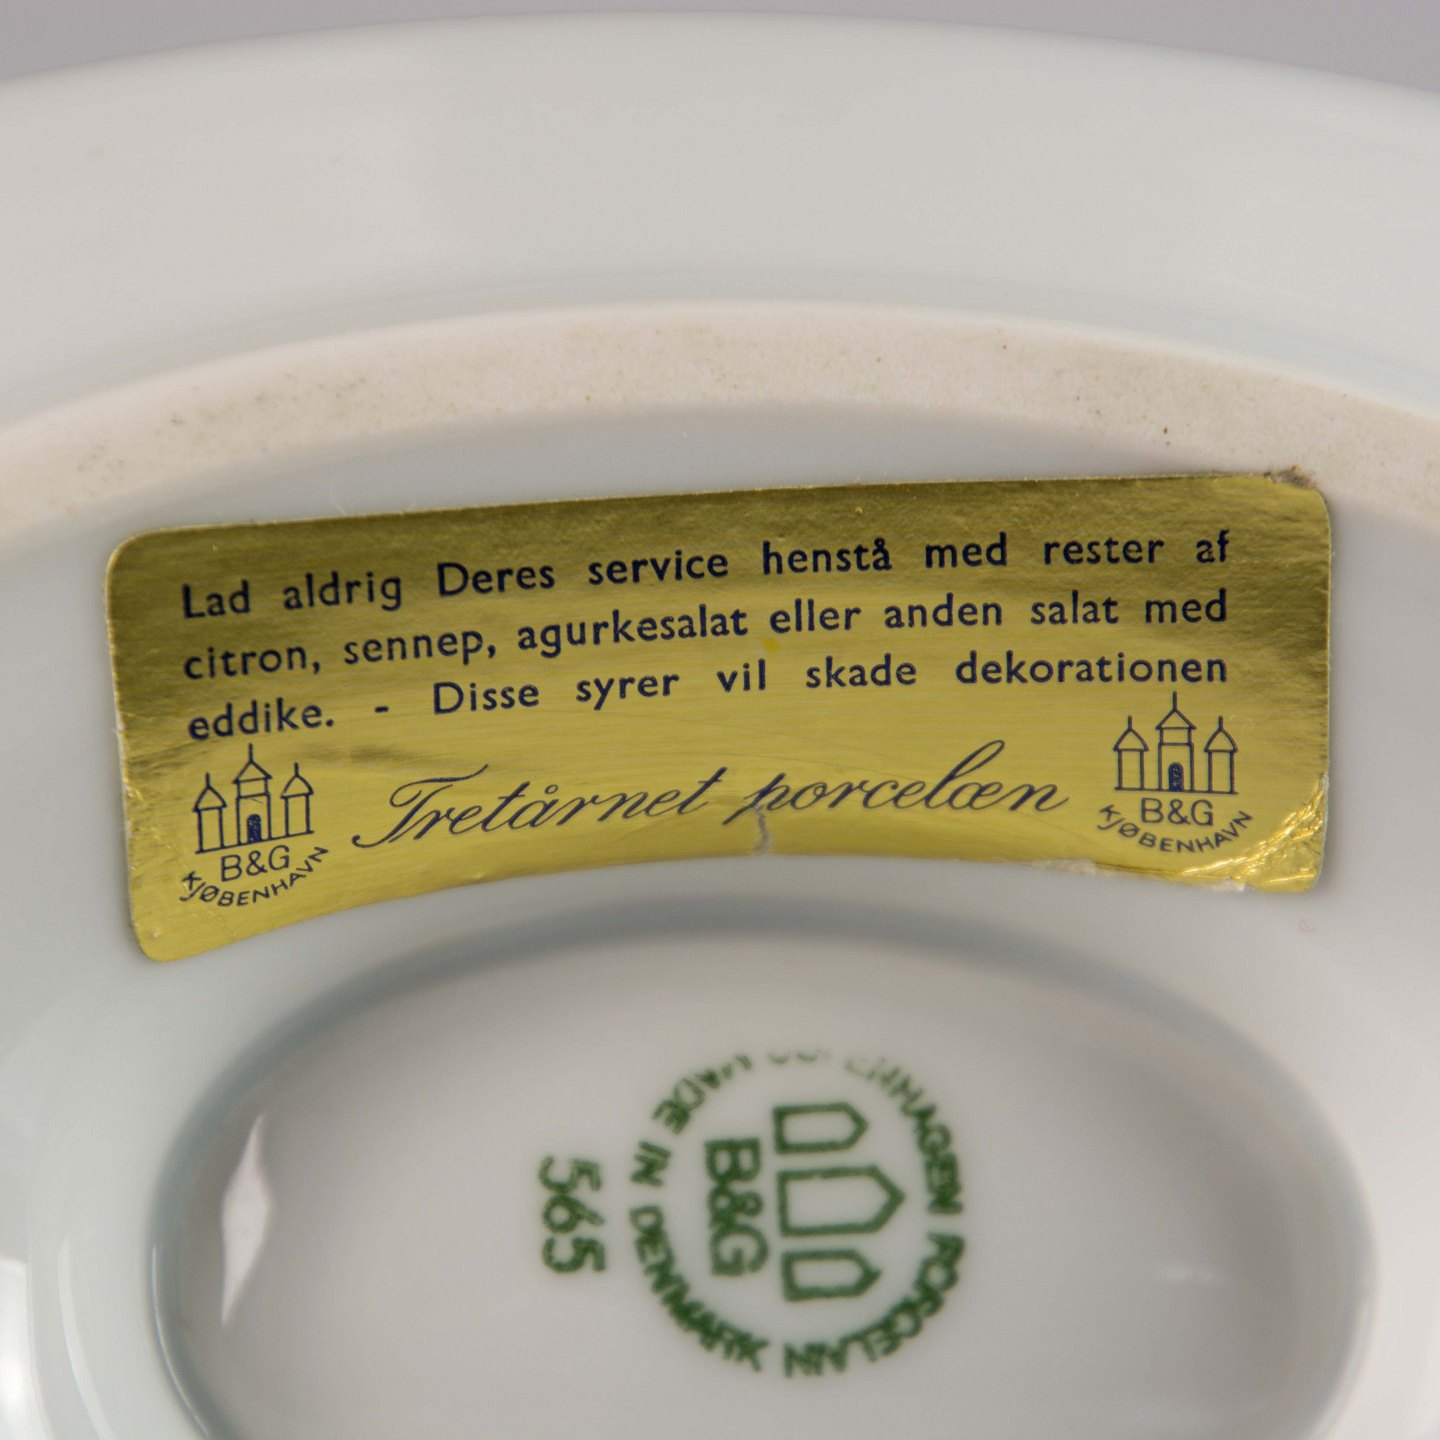 Lad aldrig Deres service henstå med rester af
citron, sennep, agurkesalat eller anden salat med
eddike. - Disse syrer vil skade dekorationen
Tretårnet porcelæn
B&G
KJØBENHAVN
B&G
KJØBENHAVN
PORCELAIN
MADE IN DENMARK
B&G
565